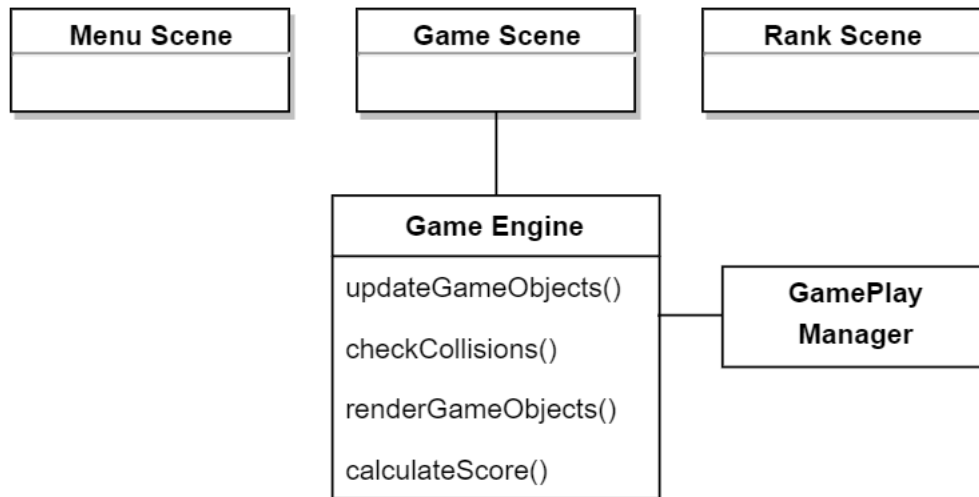 Menu Scene
Game Scene
Rank Scene
Game Engine
updateGameObjects()
checkCollisions()
renderGameObjects()
calculateScore()
GamePlay
Manager